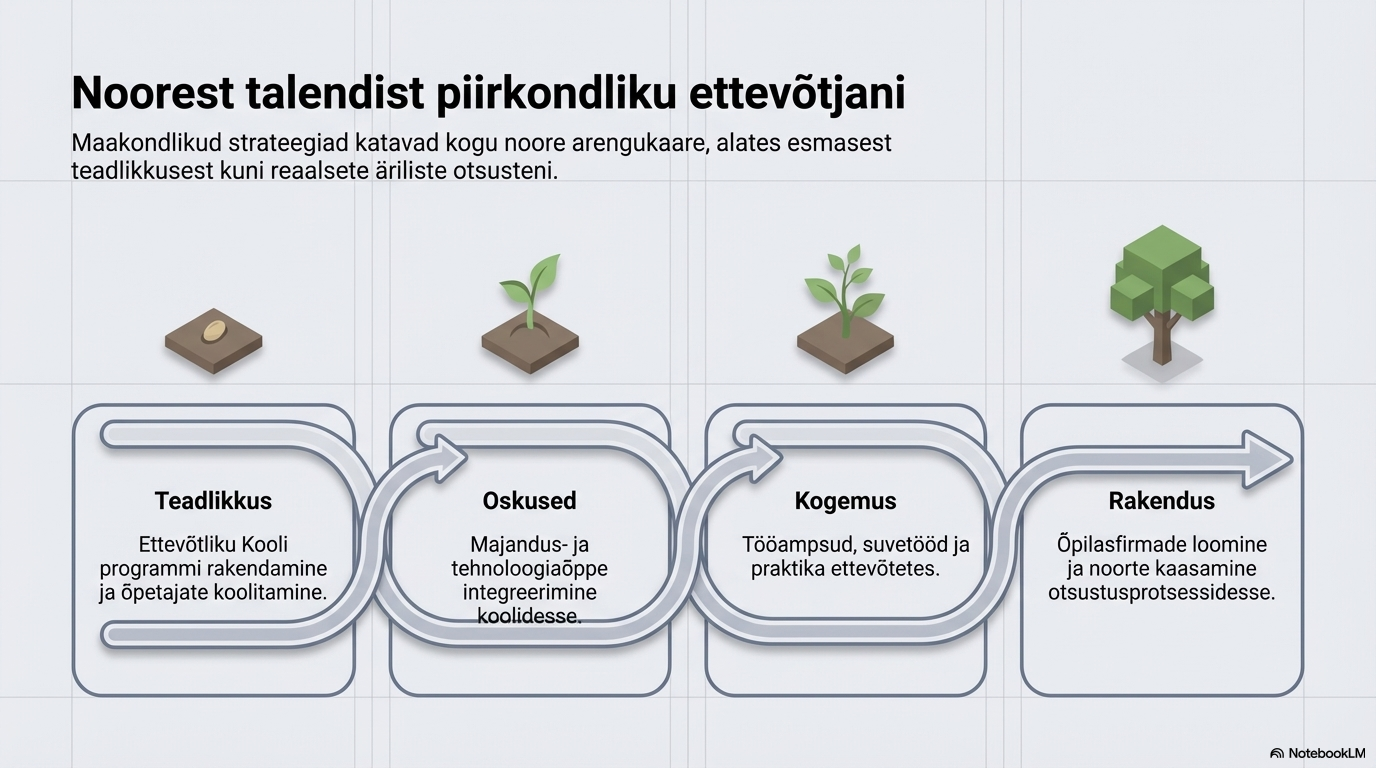 Noorest talendist piirkondliku ettevõtjani
Maakondlikud strateegiad katavad kogu noore arengukaare, alates esmasest
teadlikkusest kuni reaalsete äriliste otsusteni.
Teadlikkus
Ettevõtliku Kooli
programmi rakendamine
ja õpetajate koolitamine.
Oskused
Majandus- ja
tehnoloogiaõppe
integreerimine
koolidesse.
Kogemus
Tööampsud, suvetööd ja
praktika ettevõtetes.
Rakendus
Õpilasfirmade loomine
ja noorte kaasamine
otsustusprotsessidesse.
NotebookLM